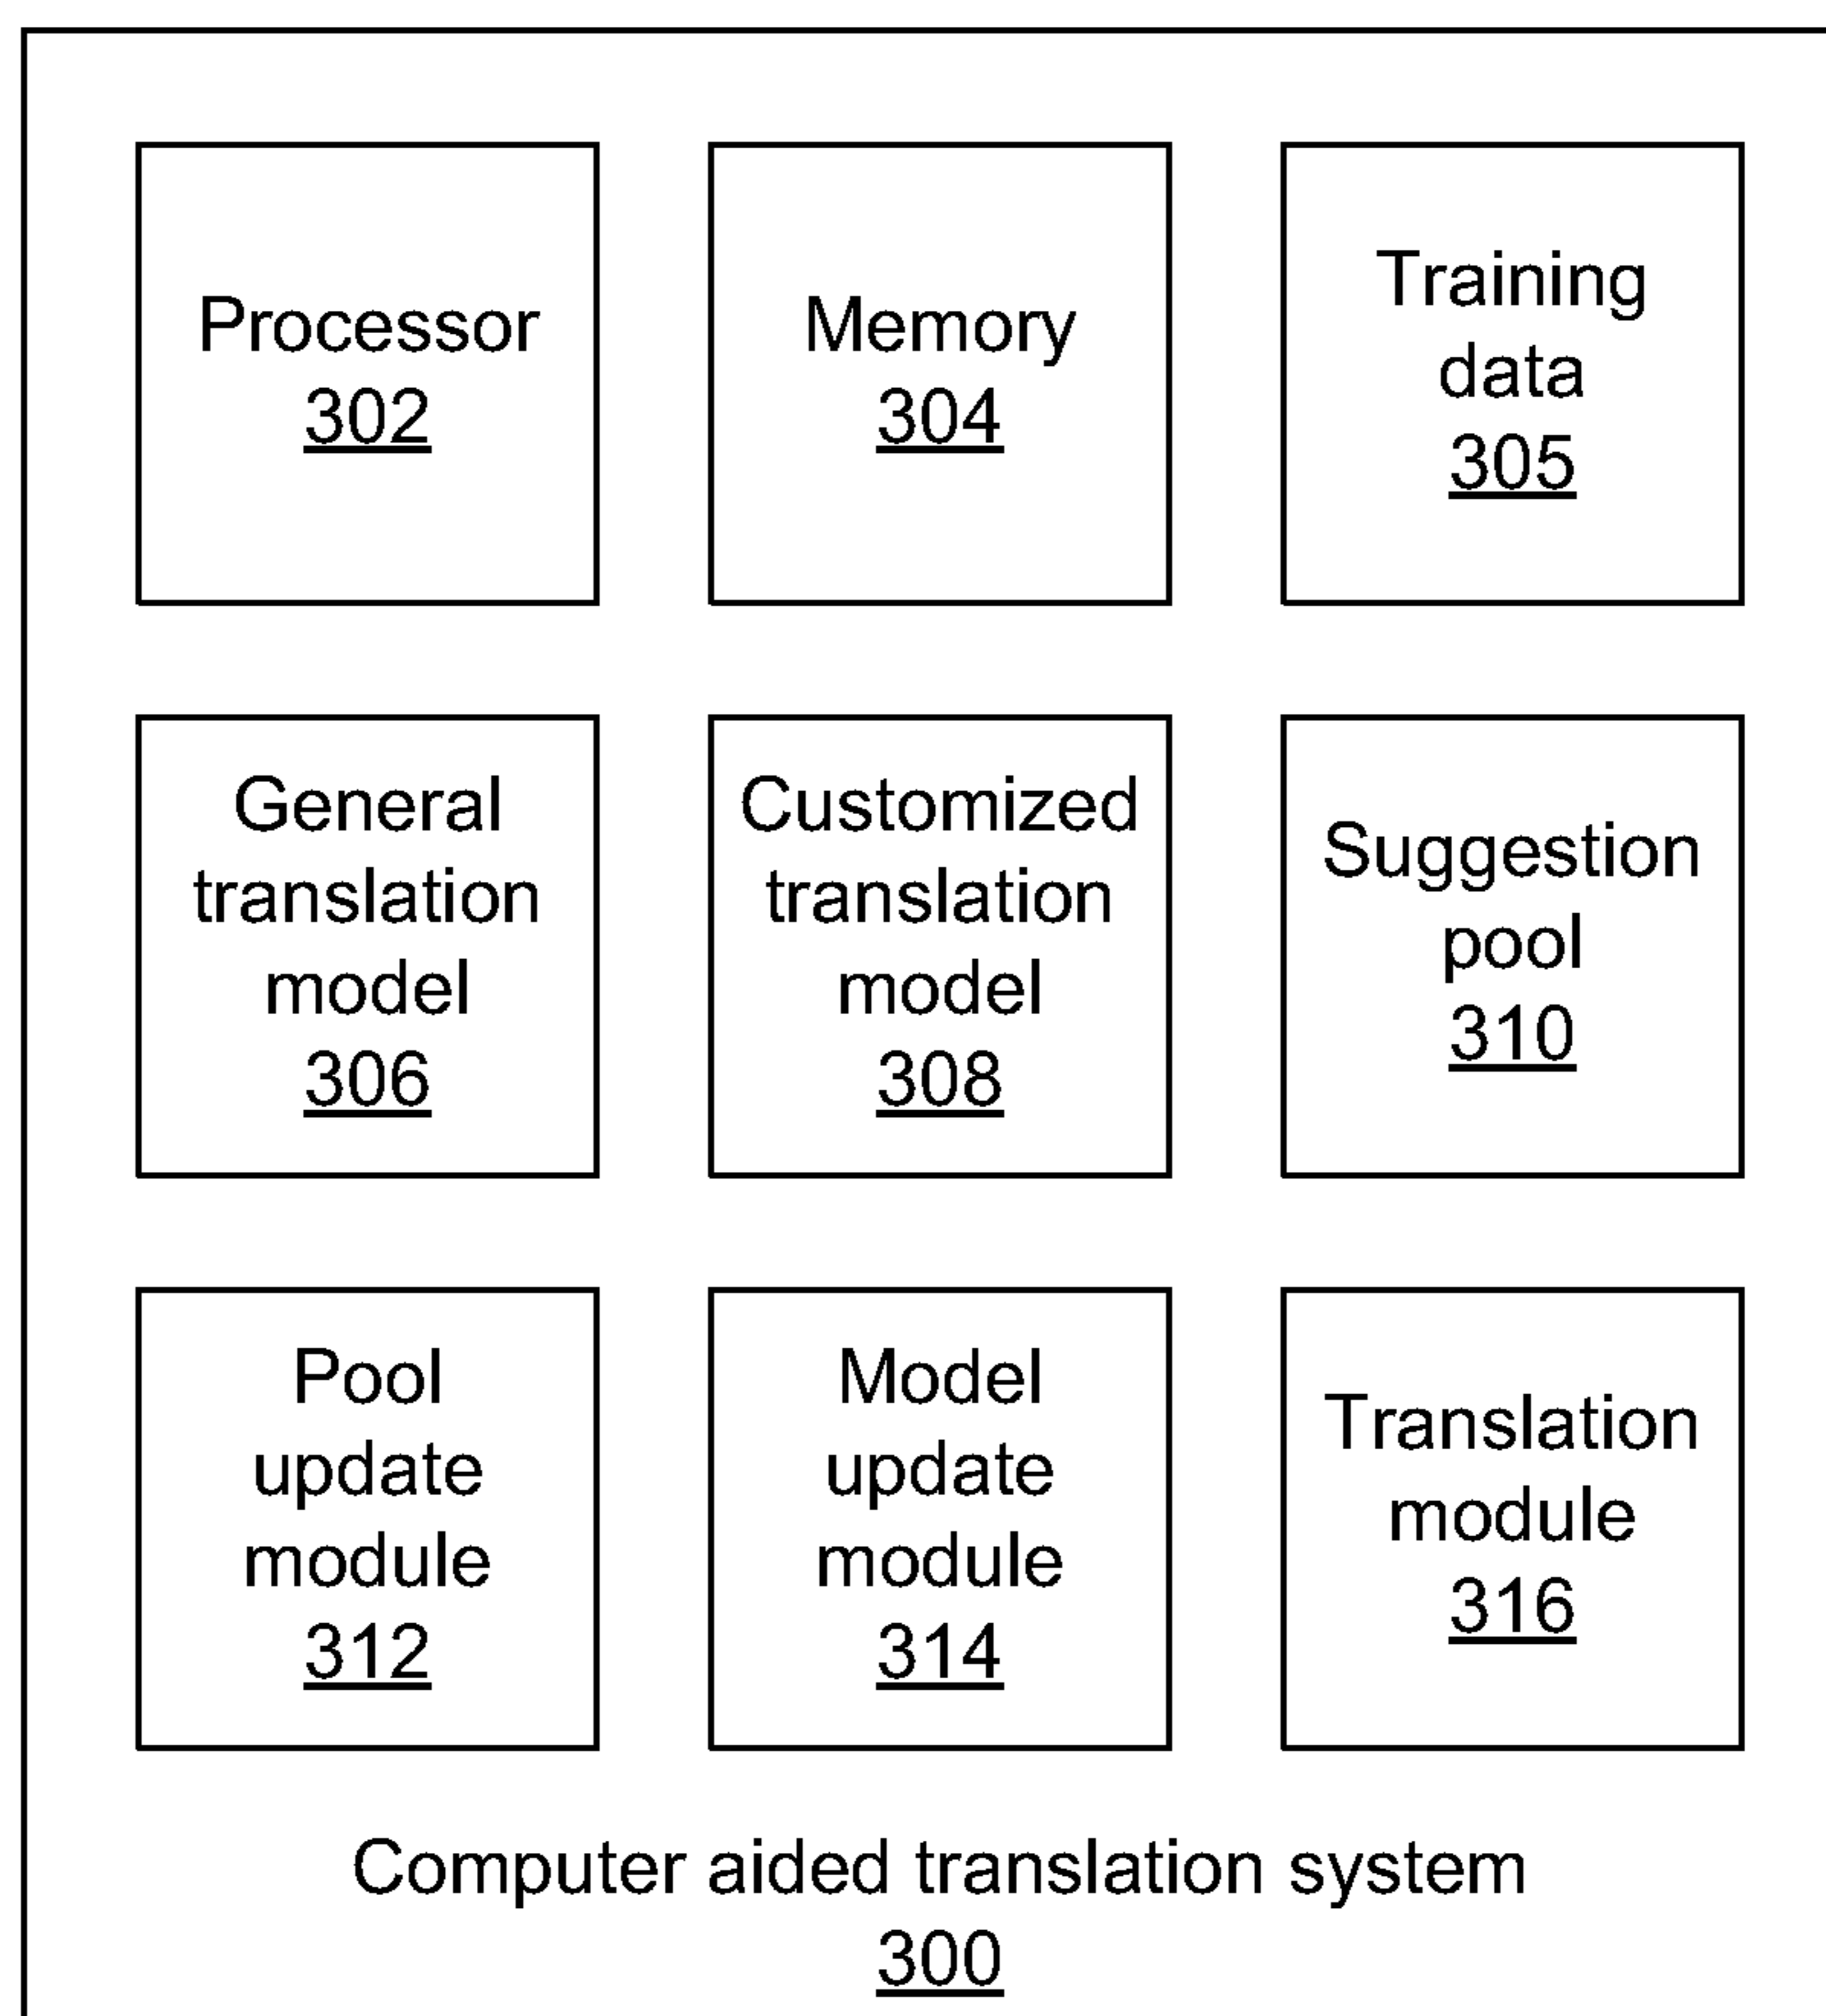 Processor
302
Memory
304
Training
data
305
General
translation
model
306
Customized
translation
model
308
Suggestion
pool
310
Pool
update
module
312
Model
update
module
314
Translation
module
316
Computer aided translation system
300